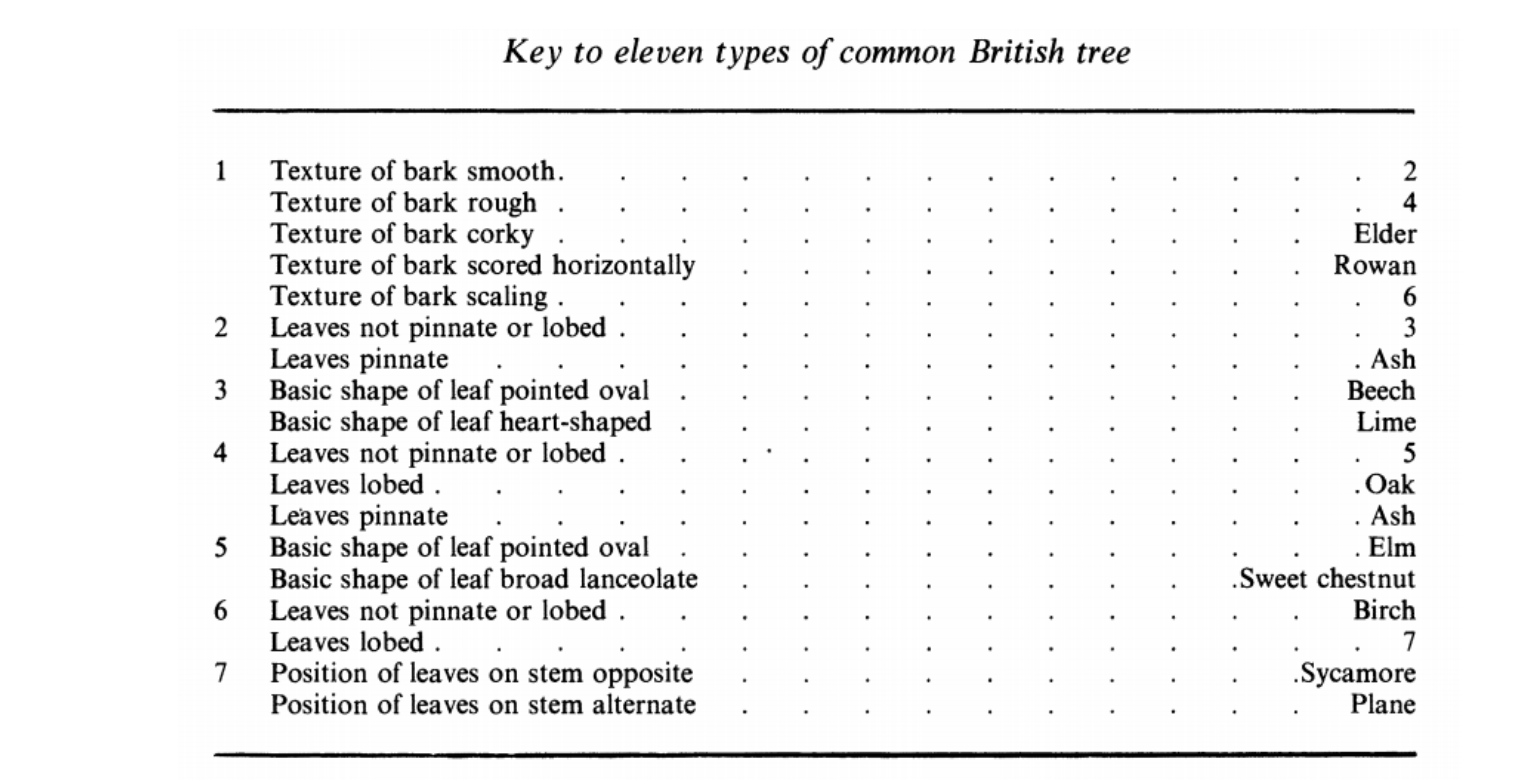 Key to eleven types of common British tree
1 Texture of bark smooth. . . . . . . . . . . . . . 2
Texture of bark rough . . . . . . . . . . . . . . 4
Texture of bark corky . . . . . . . . . . . . . Elder
Texture of bark scored horizontally . . . . . . . . . . Rowan
Texture of bark scaling . . . . . . . . . . . . . . 6
2 Leaves not pinnate or lobed . . . . . . . . . . . . . 3
Leaves pinnate . . . . . . . . . . . . . . . Ash
3 Basic shape of leaf pointed oval . . . . . . . . . . . Beech
Basic shape of leaf heart-shaped . . . . . . . . . . . Lime
4 Leaves not pinnate or lobed . . . . . . . . . . . . . 5
Leaves lobed . . . . . . . . . . . . . . . . Oak
Leaves pinnate . . . . . . . . . . . . . . . Ash
5 Basic shape of leaf pointed oval . . . . . . . . . . . . Elm
Basic shape of leaf broad lanceolate . . . . . . . . . Sweet chestnut
6 Leaves not pinnate or lobed . . . . . . . . . . . . Birch
Leaves lobed . . . . . . . . . . . . . . . . 7
7 Position of leaves on stem opposite . . . . . . . . . . Sycamore
Position of leaves on stem alternate . . . . . . . . . . Plane